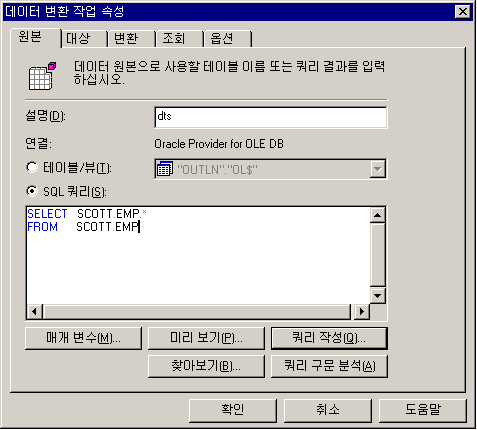 데이터 변환 작업 속성
원본 대상 변환 조회 옵션
데이터 원본으로 사용할 테이블 이름 또는 쿼리 결과를 입력
하십시오.
설명(D): dts
연결: Oracle Provider for OLE DB
테이블/뷰(T): "OUTLN"."OL$"
SQL 쿼리(S):
SELECT SCOTT.EMP.*
FROM SCOTT.EMP
매개 변수(M)... 미리 보기(P)... 쿼리 작성(Q)...
찾아보기(B)... 쿼리 구문 분석(A)
확인 취소 도움말